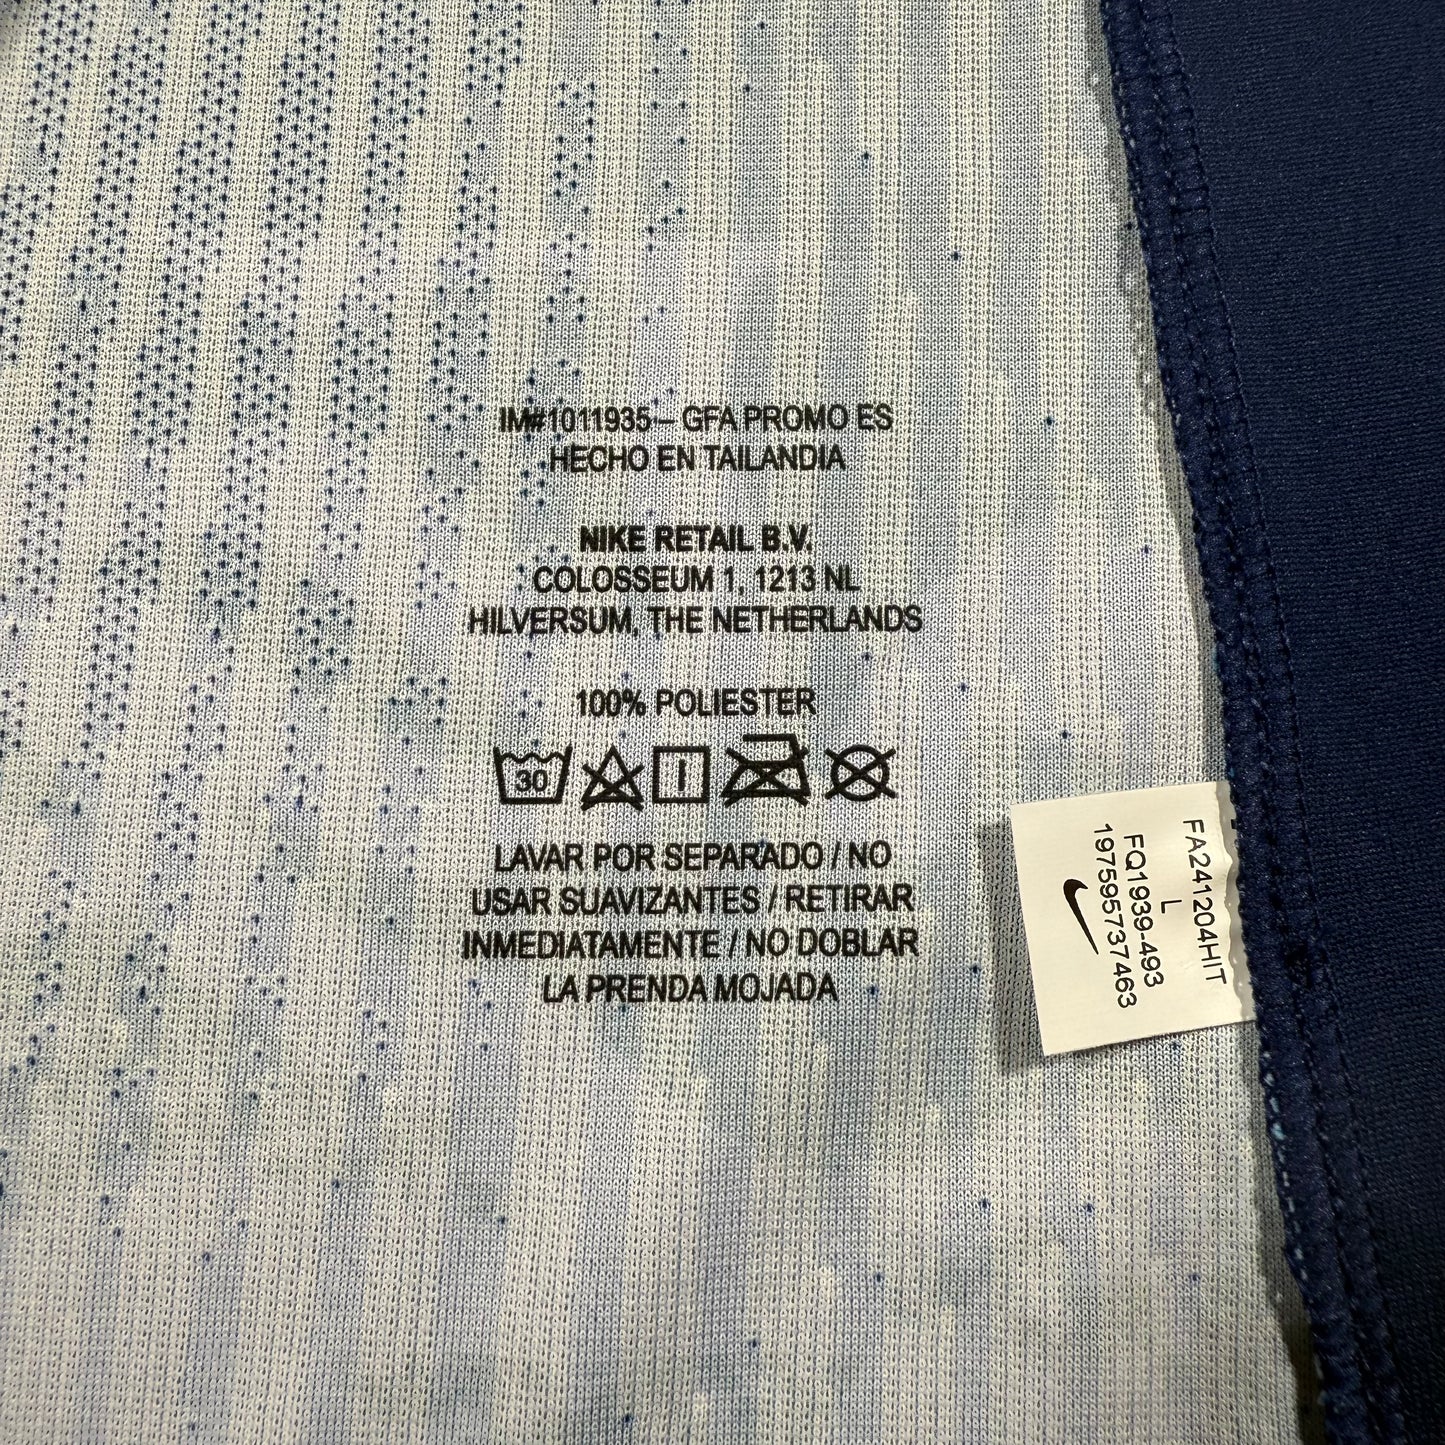 IM#1011935 – GFA PROMO ES
HECHO EN TAILANDIA
NIKE RETAIL B.V.
COLOSSEUM 1, 1213 NL
HILVERSUM, THE NETHERLANDS
100% POLIESTER
30
LAVAR POR SEPARADO / NO
USAR SUAVIZANTES / RETIRAR
INMEDIATAMENTE / NO DOBLAR
LA PRENDA MOJADA
FA241204HIT
L
FQ1939-493
197595737463